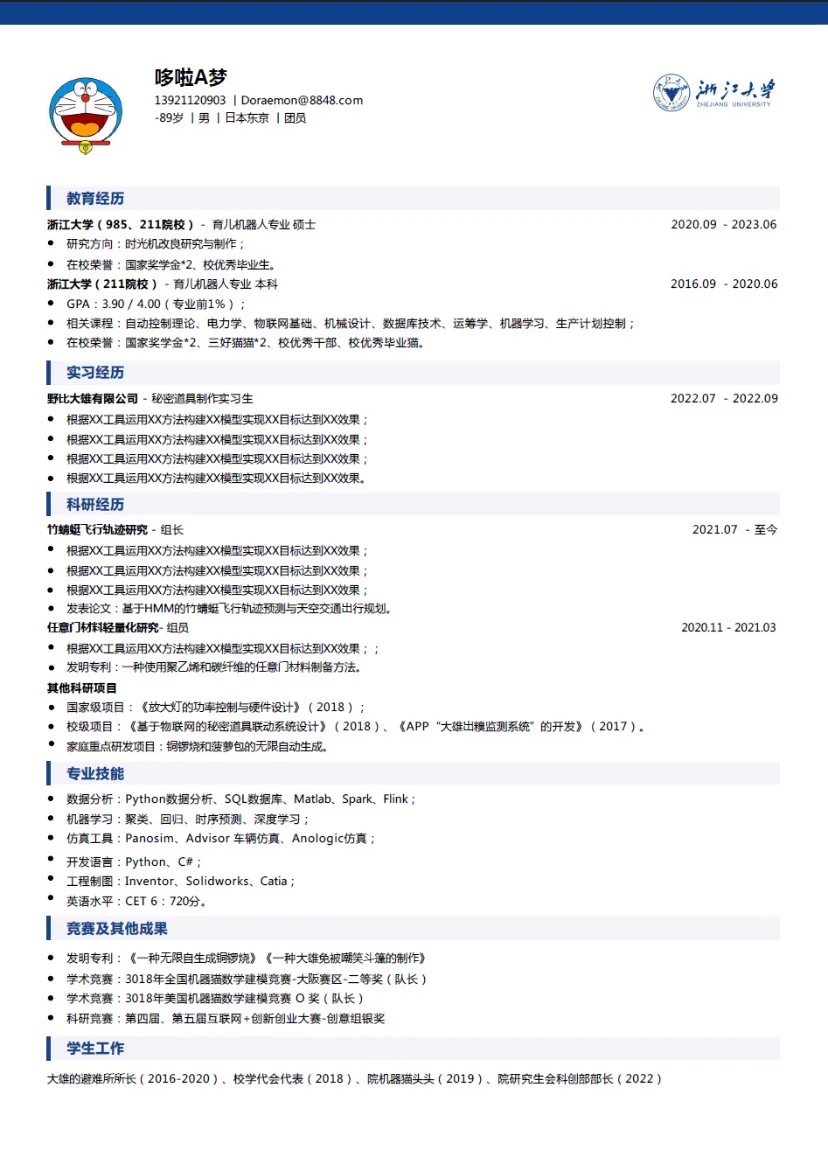 哆啦A梦
13921120903 | Doraemon@8848.com
-89岁 | 男 | 日本东京 | 团员
浙江大学
ZHEJIANG UNIVERSITY
教育经历
浙江大学（985、211院校） - 育儿机器人专业 硕士 2020.09 - 2023.06
• 研究方向：时光机改良研究与制作；
• 在校荣誉：国家奖学金*2、校优秀毕业生。
浙江大学（211院校） - 育儿机器人专业 本科 2016.09 - 2020.06
• GPA：3.90 / 4.00（专业前1%）；
• 相关课程：自动控制理论、电力学、物联网基础、机械设计、数据库技术、运筹学、机器学习、生产计划控制；
• 在校荣誉：国家奖学金*2、三好猫猫*2、校优秀干部、校优秀毕业猫。
实习经历
野比大雄有限公司 - 秘密道具制作实习生 2022.07 - 2022.09
• 根据XX工具运用XX方法构建XX模型实现XX目标达到XX效果；
• 根据XX工具运用XX方法构建XX模型实现XX目标达到XX效果；
• 根据XX工具运用XX方法构建XX模型实现XX目标达到XX效果；
• 根据XX工具运用XX方法构建XX模型实现XX目标达到XX效果。
科研经历
竹蜻蜓飞行轨迹研究 - 组长 2021.07 - 至今
• 根据XX工具运用XX方法构建XX模型实现XX目标达到XX效果；
• 根据XX工具运用XX方法构建XX模型实现XX目标达到XX效果；
• 根据XX工具运用XX方法构建XX模型实现XX目标达到XX效果；
• 发表论文：基于HMM的竹蜻蜓飞行轨迹预测与天空交通出行规划。
任意门材料轻量化研究- 组员 2020.11 - 2021.03
• 根据XX工具运用XX方法构建XX模型实现XX目标达到XX效果；；
• 发明专利：一种使用聚乙烯和碳纤维的任意门材料制备方法。
其他科研项目
• 国家级项目：《放大灯的功率控制与硬件设计》（2018）；
• 校级项目：《基于物联网的秘密道具联动系统设计》（2018）、《APP“大雄出糗监测系统”的开发》（2017）。
• 家庭重点研发项目：铜锣烧和菠萝包的无限自动生成。
专业技能
• 数据分析：Python数据分析、SQL数据库、Matlab、Spark、Flink；
• 机器学习：聚类、回归、时序预测、深度学习；
• 仿真工具：Panosim、Advisor 车辆仿真、Anologic仿真；
• 开发语言：Python、C#；
• 工程制图：Inventor、Solidworks、Catia；
• 英语水平：CET 6：720分。
竞赛及其他成果
• 发明专利：《一种无限自生成铜锣烧》《一种大雄免被嘲笑斗篷的制作》
• 学术竞赛：3018年全国机器猫数学建模竞赛-大阪赛区-二等奖（队长）
• 学术竞赛：3018年美国机器猫数学建模竞赛 O 奖（队长）
• 科研竞赛：第四届、第五届互联网+创新创业大赛-创意组银奖
学生工作
大雄的避难所所长（2016-2020）、校学代会代表（2018）、院机器猫头头（2019）、院研究生会科创部部长（2022）